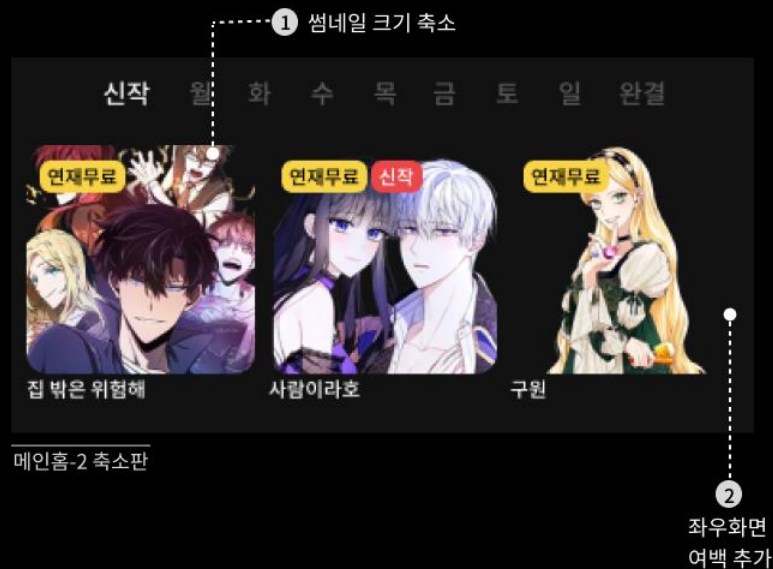 1 썸네일 크기 축소
신작 월 화 수 목 금 토 일 완결
연재무료 연재무료 신작 연재무료
집 밖은 위험해 사람이라호 구원
메인홈-2 축소판
2
좌우화면
여백 추가